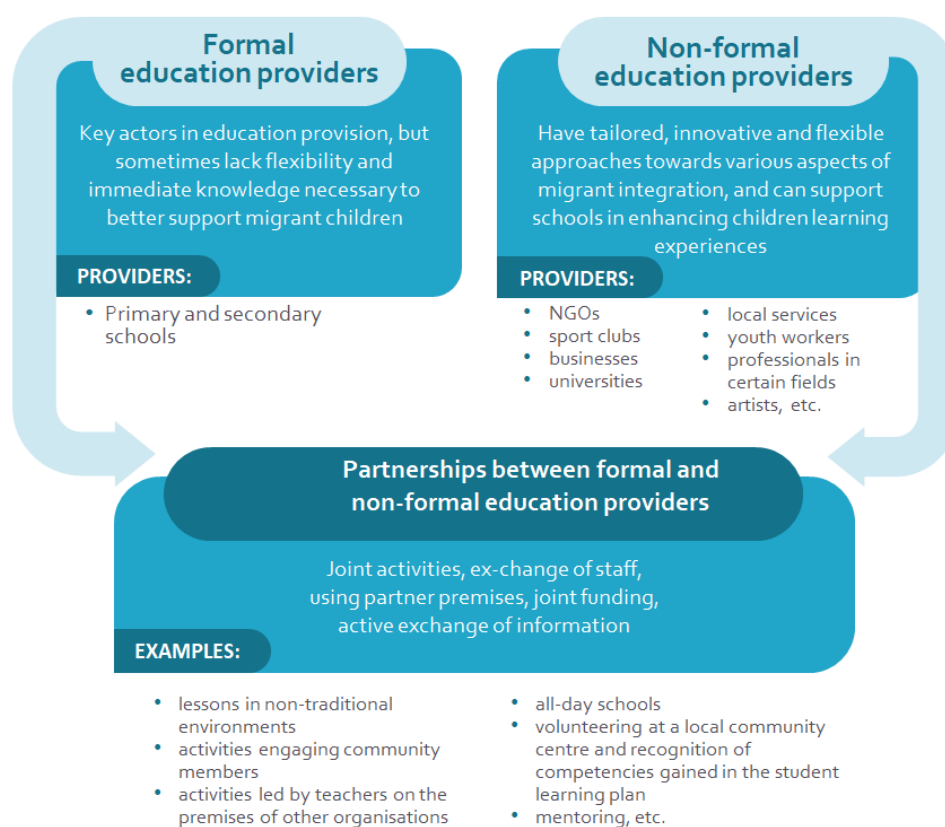 Formal
education providers
Key actors in education provision, but
sometimes lack flexibility and
immediate knowledge necessary to
better support migrant children
PROVIDERS:
• Primary and secondary
schools
Non-formal
education providers
Have tailored, innovative and flexible
approaches towards various aspects of
migrant integration, and can support
schools in enhancing children learning
experiences
PROVIDERS:
• NGOs
• sport clubs
• businesses
• universities
• local services
• youth workers
• professionals in
certain fields
• artists, etc.
Partnerships between formal and
non-formal education providers
Joint activities, ex-change of staff,
using partner premises, joint funding,
active exchange of information
EXAMPLES:
• lessons in non-traditional
environments
• activities engaging community
members
• activities led by teachers on the
premises of other organisations
• all-day schools
• volunteering at a local community
centre and recognition of
competencies gained in the student
learning plan
• mentoring, etc.